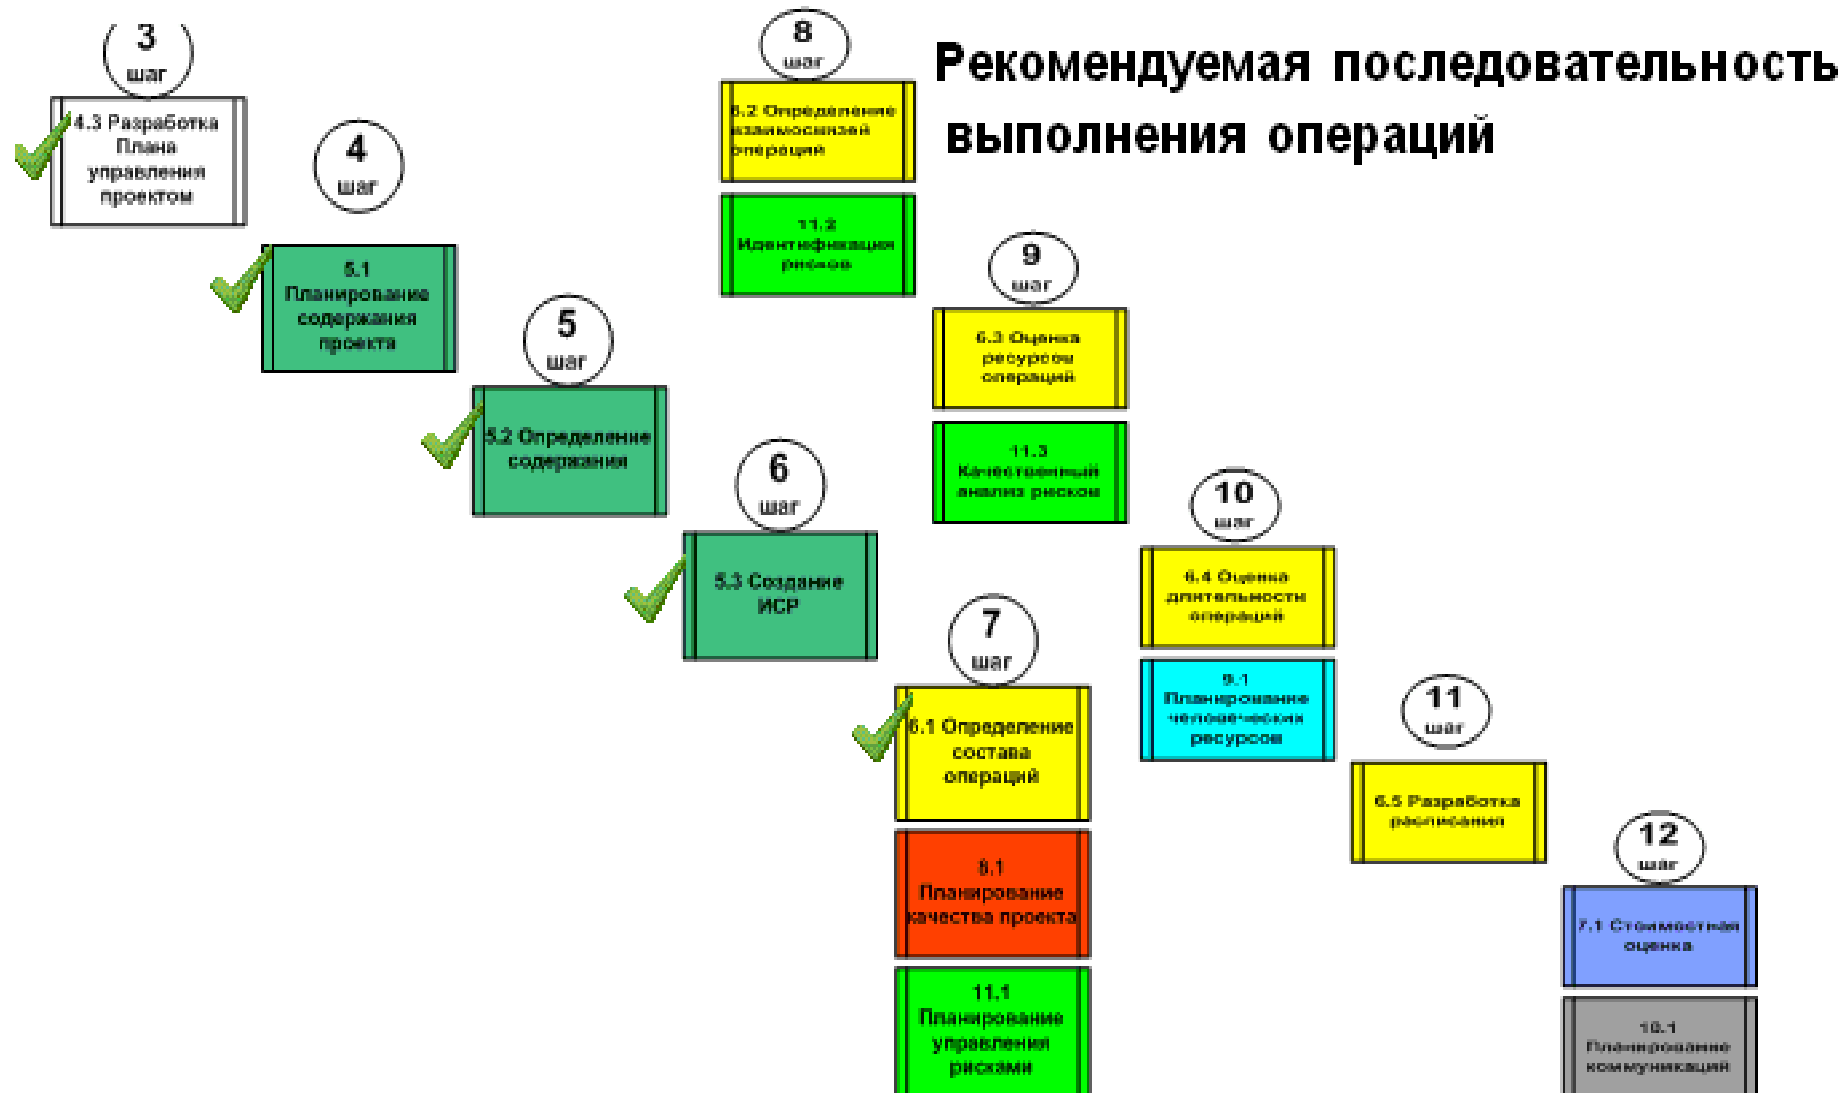 Рекомендуемая последовательность
выполнения операций
3
шаг
4.3 Разработка
Плана
управления
проектом
4
шаг
5.1
Планирование
содержания
проекта
5
шаг
5.2 Определение
содержания
6
шаг
5.3 Создание
ИСР
7
шаг
6.1 Определение
состава
операций
8.1
Планирование
качества проекта
11.1
Планирование
управления
рисками
8
шаг
6.2 Определение
взаимосвязей
операций
11.2
Идентификация
рисков
9
шаг
6.3 Оценка
ресурсов
операций
11.3
Качественный
анализ рисков
10
шаг
6.4 Оценка
длительности
операций
9.1
Планирование
человеческих
ресурсов
11
шаг
6.5 Разработка
расписания
12
шаг
7.1 Стоимостная
оценка
10.1
Планирование
коммуникаций